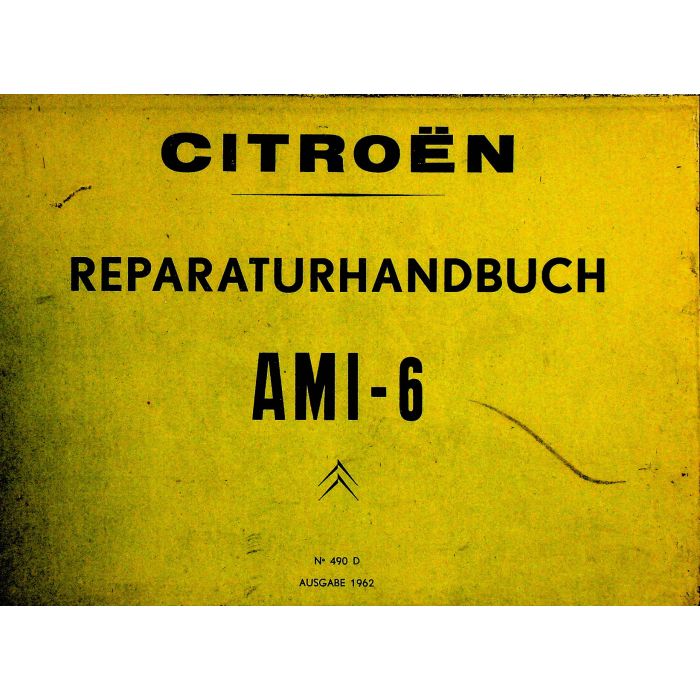 CITROËN
REPARATURHANDBUCH
AMI-6
Nº 490 D
AUSGABE 1962